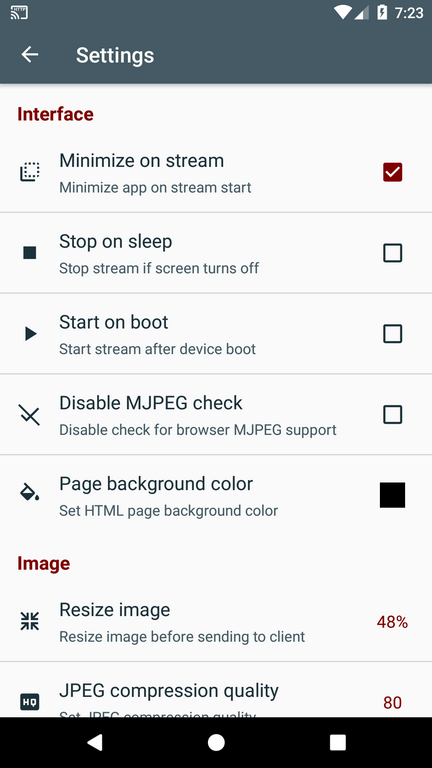 HTTP
7:23
Settings
Interface
Minimize on stream
Minimize app on stream start
Stop on sleep
Stop stream if screen turns off
Start on boot
Start stream after device boot
Disable MJPEG check
Disable check for browser MJPEG support
Page background color
Set HTML page background color
Image
Resize image
48%
Resize image before sending to client
JPEG compression quality
HQ
80
Set JPEG compression quality